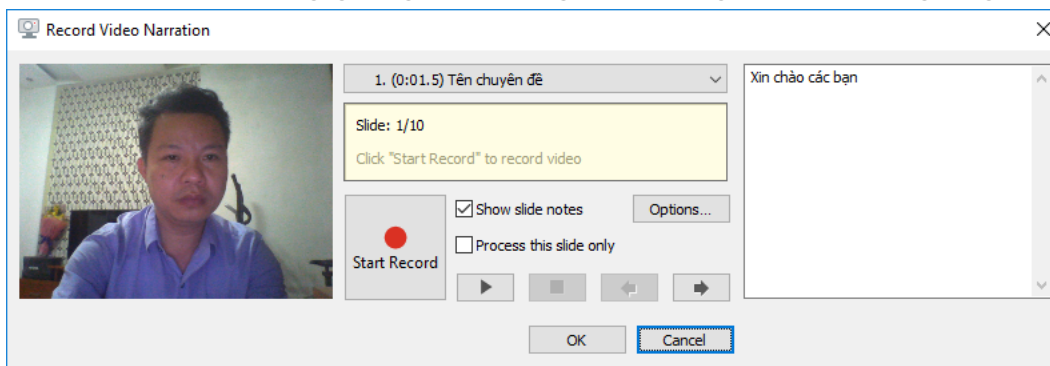 Record Video Narration
1. (0:01.5) Tên chuyên đề
Slide: 1/10
Click "Start Record" to record video
Start Record
Show slide notes
Options...
Process this slide only
Xin chào các bạn
OK
Cancel